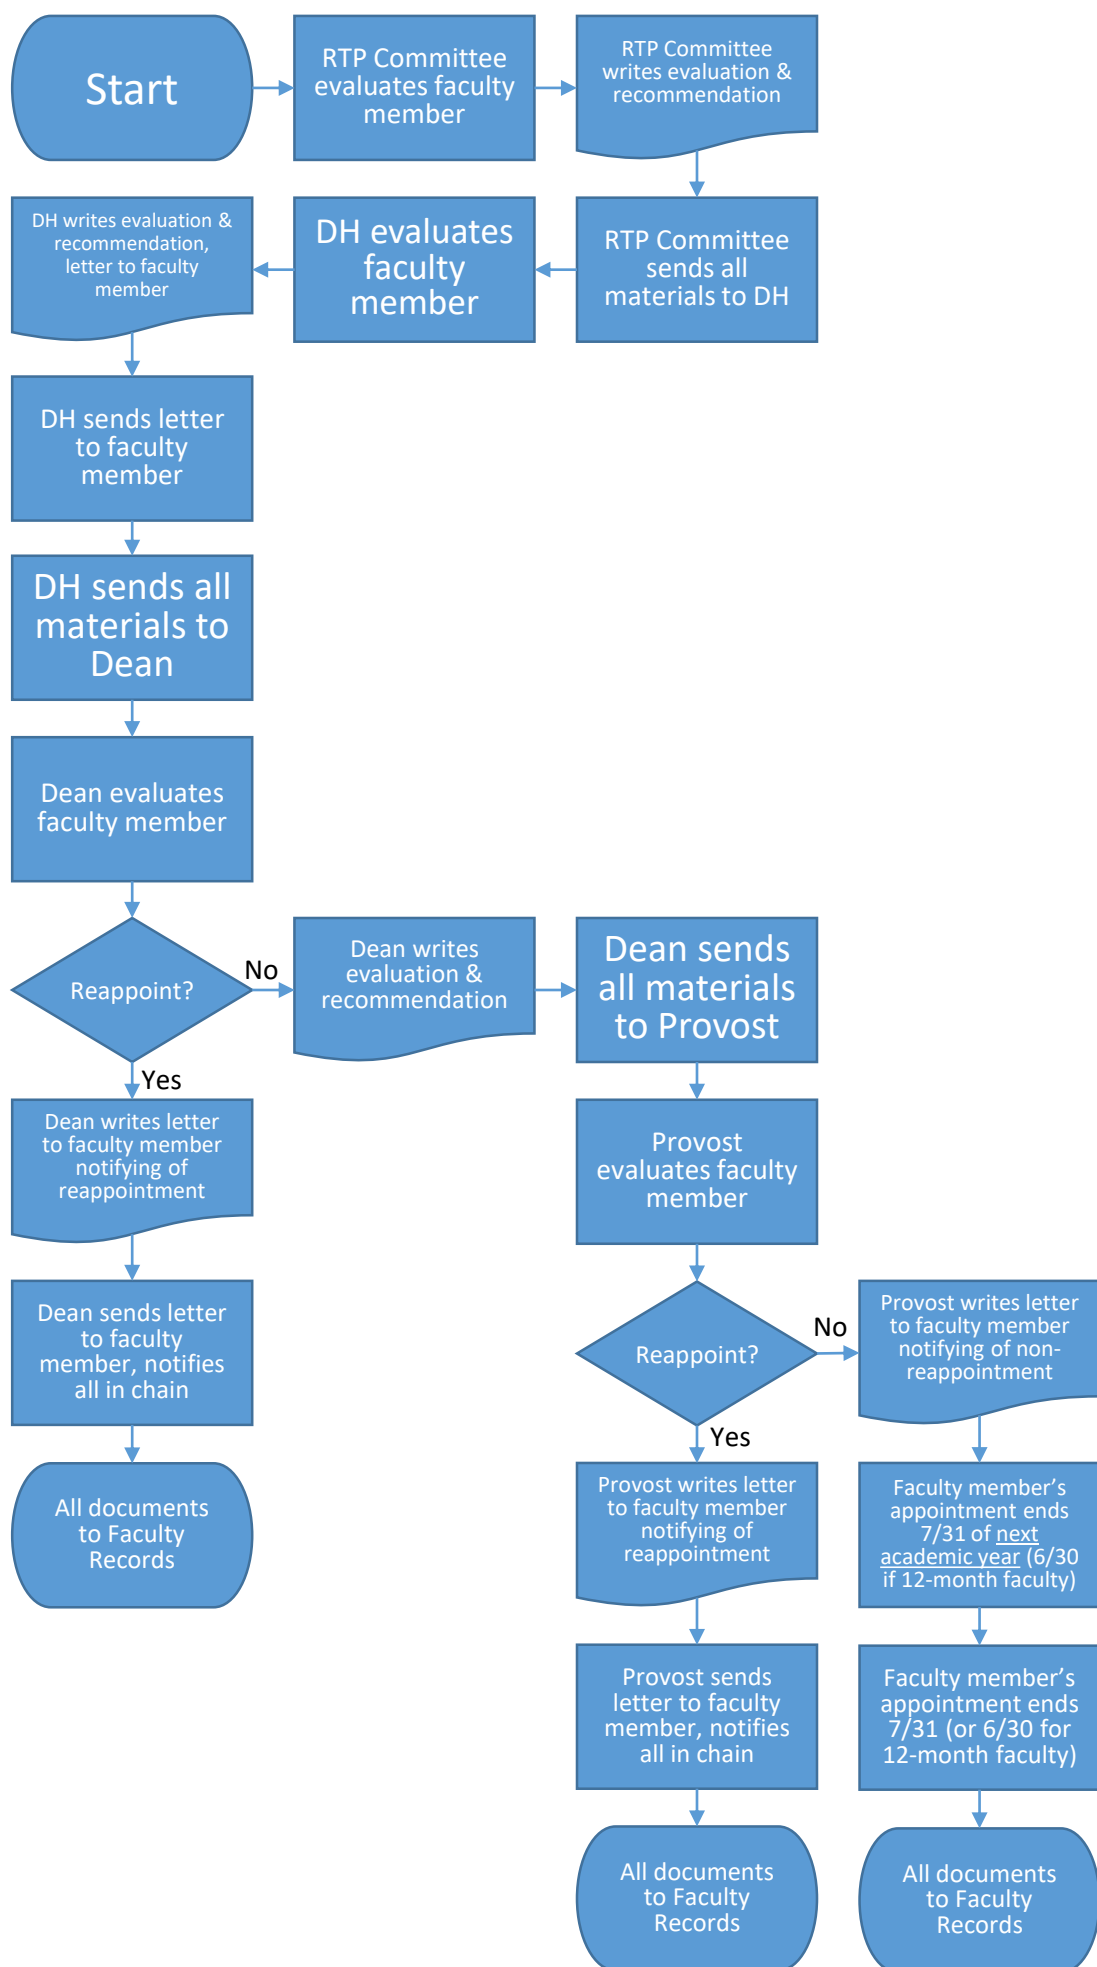 Start
RTP Committee
evaluates faculty
member
RTP Committee
writes evaluation &
recommendation
DH writes evaluation &
recommendation,
letter to faculty
member
DH evaluates
faculty
member
RTP Committee
sends all
materials to DH
DH sends letter
to faculty
member
DH sends all
materials to
Dean
Dean evaluates
faculty member
Reappoint?
No
Dean writes
evaluation &
recommendation
Dean sends
all materials
to Provost
Yes
Dean writes letter
to faculty member
notifying of
reappointment
Provost
evaluates faculty
member
Dean sends letter
to faculty
member, notifies
all in chain
Reappoint?
No
Provost writes letter
to faculty member
notifying of non-
reappointment
Yes
All documents
to Faculty
Records
Provost writes letter
to faculty member
notifying of
reappointment
Faculty member’s
appointment ends
7/31 of next
academic year (6/30
if 12-month faculty)
Provost sends
letter to faculty
member, notifies
all in chain
Faculty member’s
appointment ends
7/31 (or 6/30 for
12-month faculty)
All documents
to Faculty
Records
All documents
to Faculty
Records